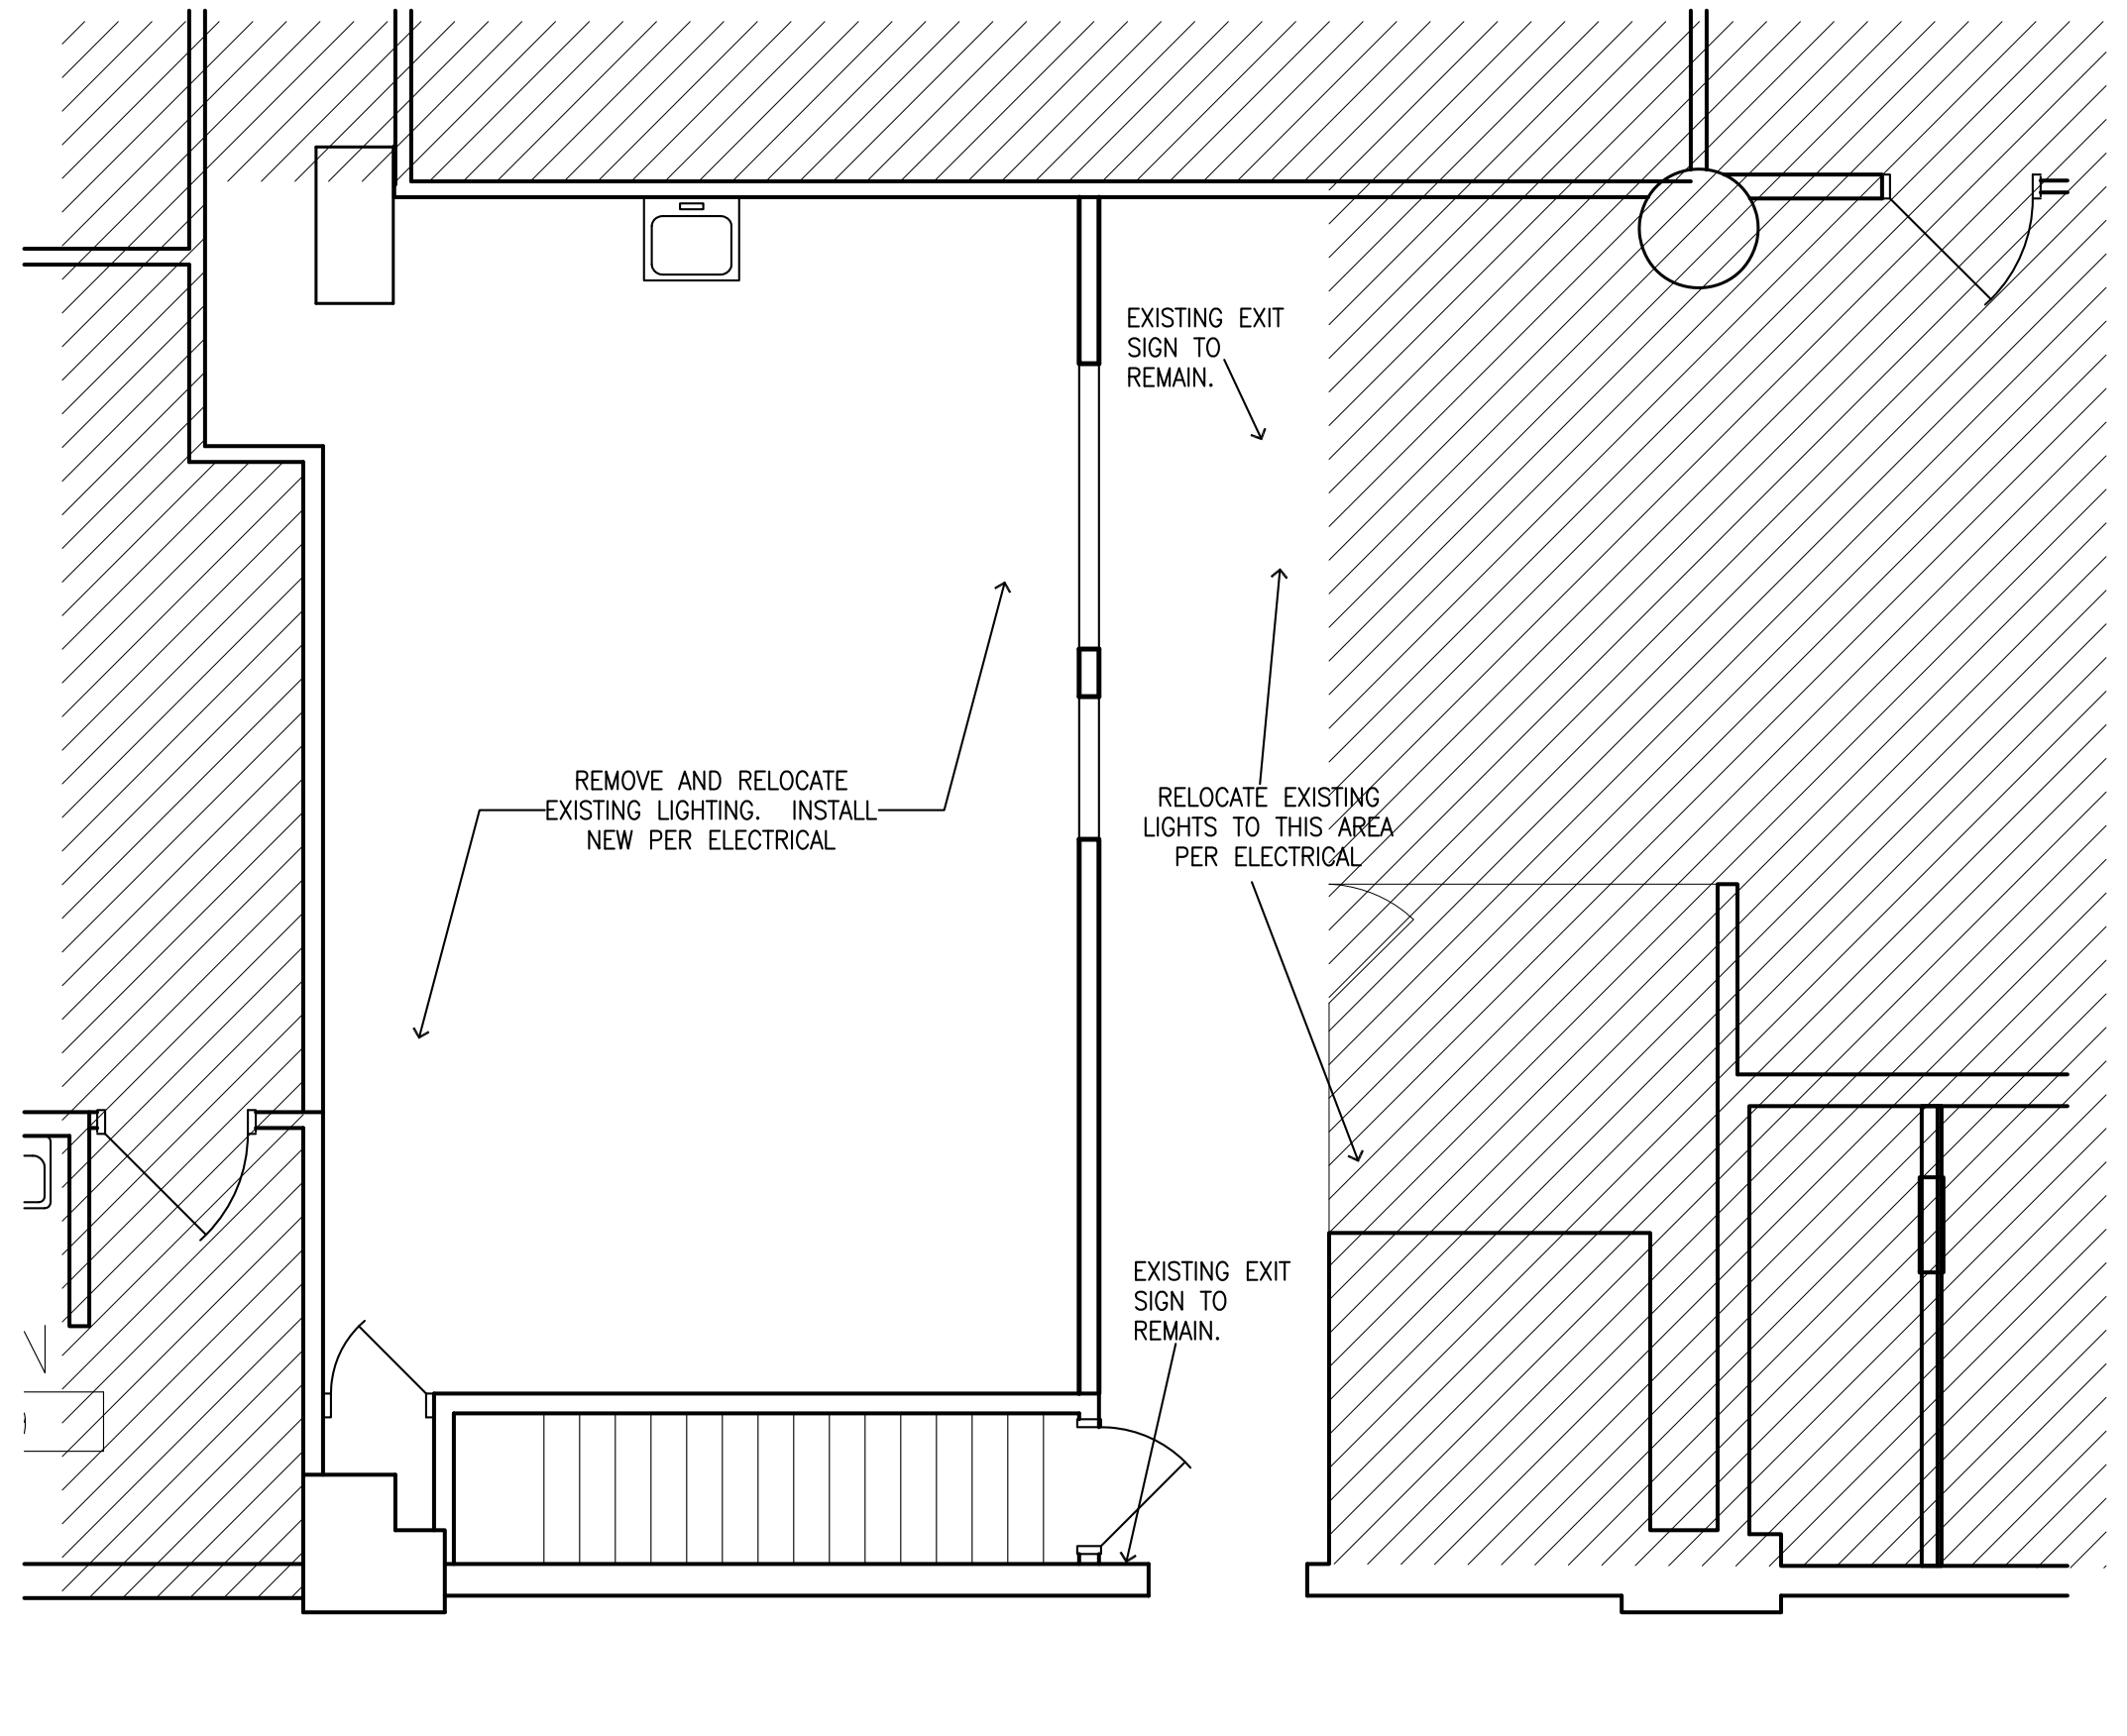 EXISTING EXIT
SIGN TO
REMAIN.
REMOVE AND RELOCATE
EXISTING LIGHTING. INSTALL
NEW PER ELECTRICAL
RELOCATE EXISTING
LIGHTS TO THIS AREA
PER ELECTRICAL
EXISTING EXIT
SIGN TO
REMAIN.